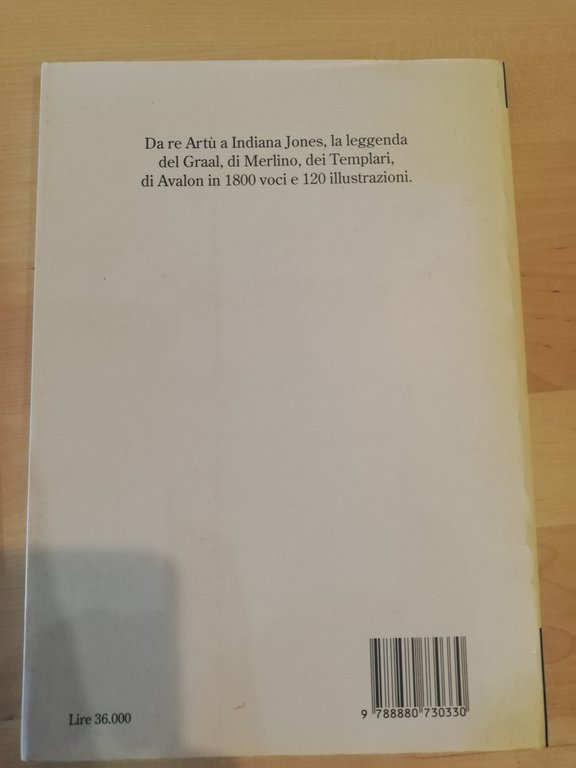 Da re Artù a Indiana Jones, la leggenda
del Graal, di Merlino, dei Templari,
di Avalon in 1800 voci e 120 illustrazioni.
Lire 36.000
9 788880 730330